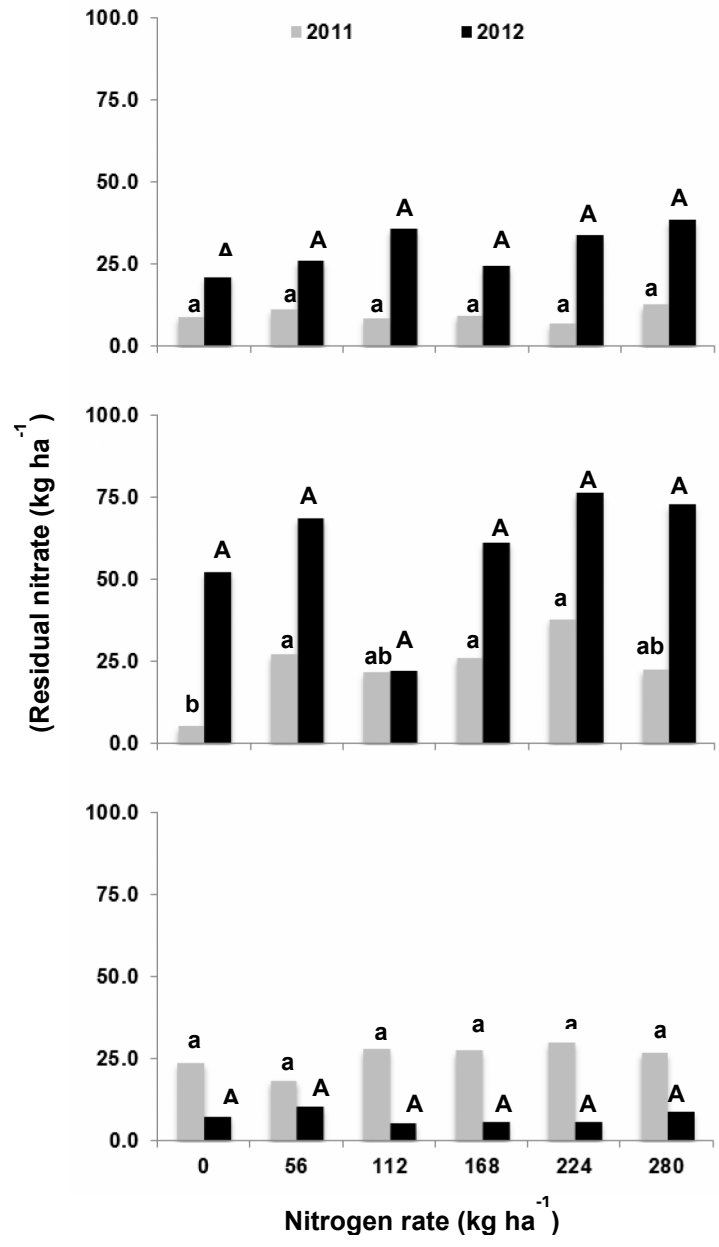 100.0
2011 2012
75.0
50.0
A A A A A A
25.0
a a a a a a
0.0
(Residual nitrate (kg ha-1)
100.0
75.0
A A A A A A
50.0
25.0
b a ab a a ab
0.0
100.0
75.0
50.0
a a a a a a
25.0
A A A A A A
0.0
0 56 112 168 224 280
Nitrogen rate (kg ha-1)